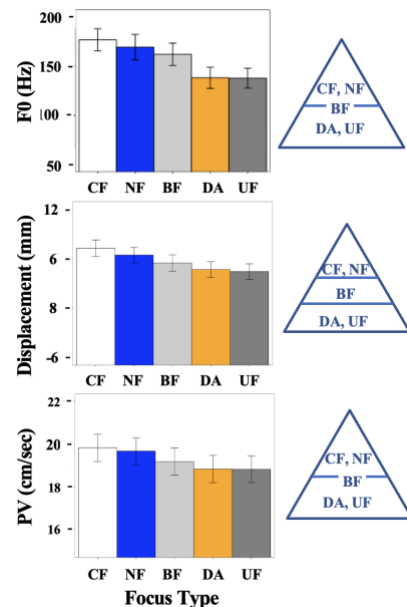 200
150
100
50
F0 (Hz)
CF NF BF DA UF
CF, NF
BF
DA, UF
12
6
8
-6
Displacement (mm)
CF NF BF DA UF
CF, NF
BF
DA, UF
22
20
18
16
PV (cm/sec)
CF NF BF DA UF
Focus Type
CF, NF
BF
DA, UF